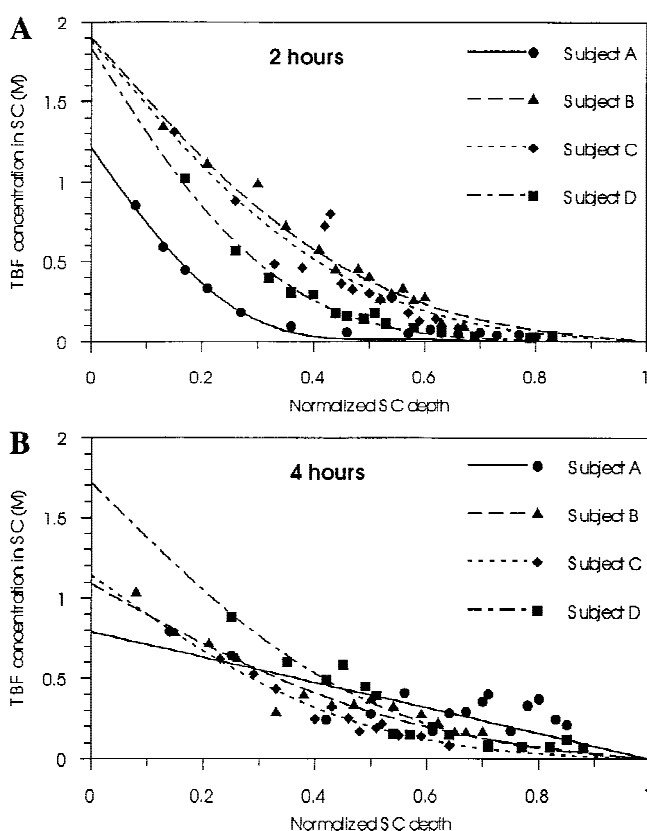 A
2 hours
Subject A
Subject B
Subject C
Subject D
TBF concentration in SC (M)
2
1.5
1
0.5
0
0 0.2 0.4 0.6 0.8 1
Normalized SC depth
B
4 hours
Subject A
Subject B
Subject C
Subject D
TBF concentration in SC (M)
2
1.5
1
0.5
0
0 0.2 0.4 0.6 0.8 1
Normalized SC depth